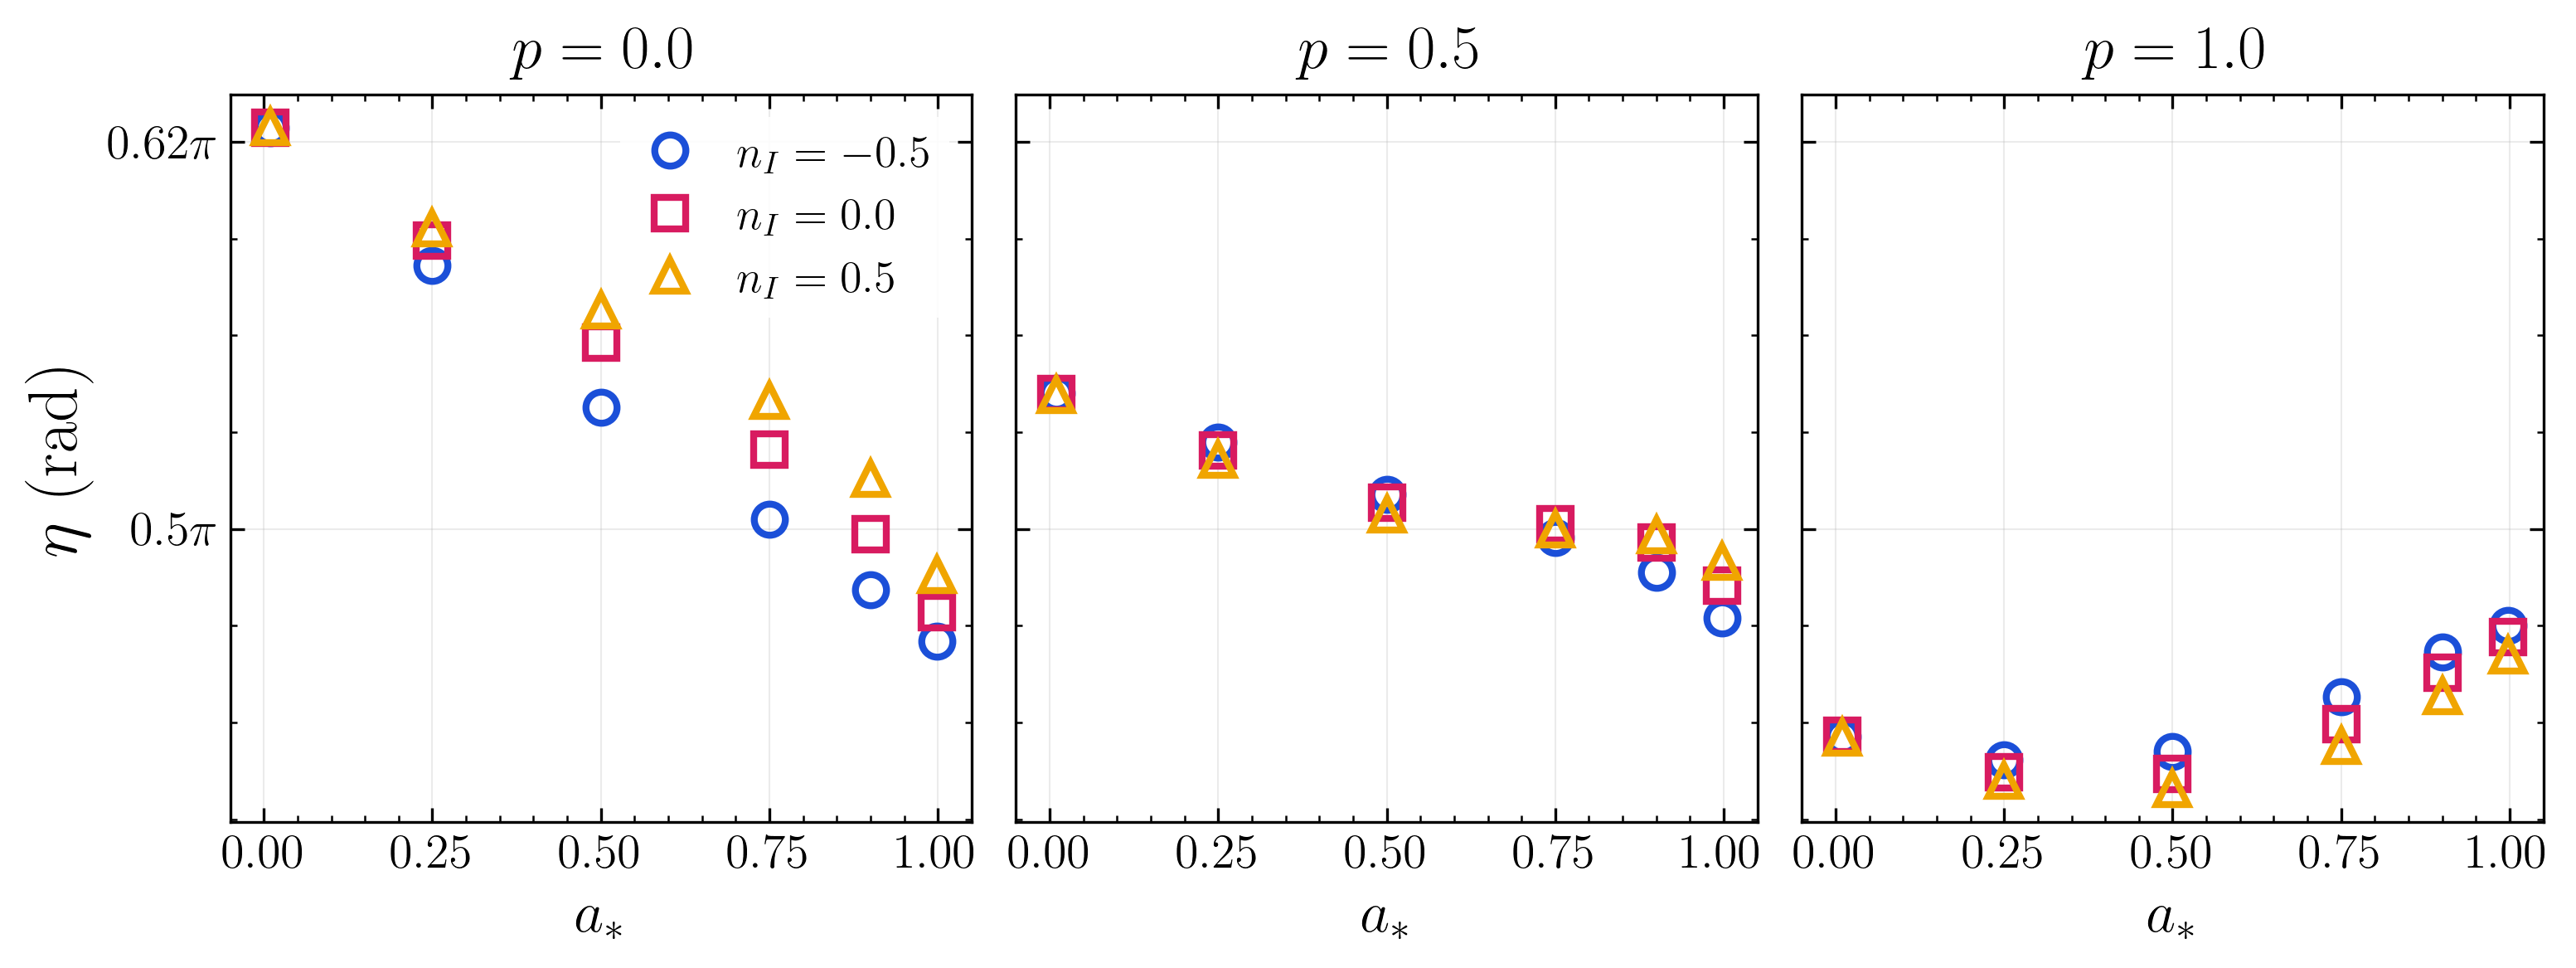 p = 0.0
p = 0.5
p = 1.0
η (rad)
0.62π
0.5π
n_I = −0.5
n_I = 0.0
n_I = 0.5
0.00 0.25 0.50 0.75 1.00
0.00 0.25 0.50 0.75 1.00
0.00 0.25 0.50 0.75 1.00
a_*
a_*
a_*